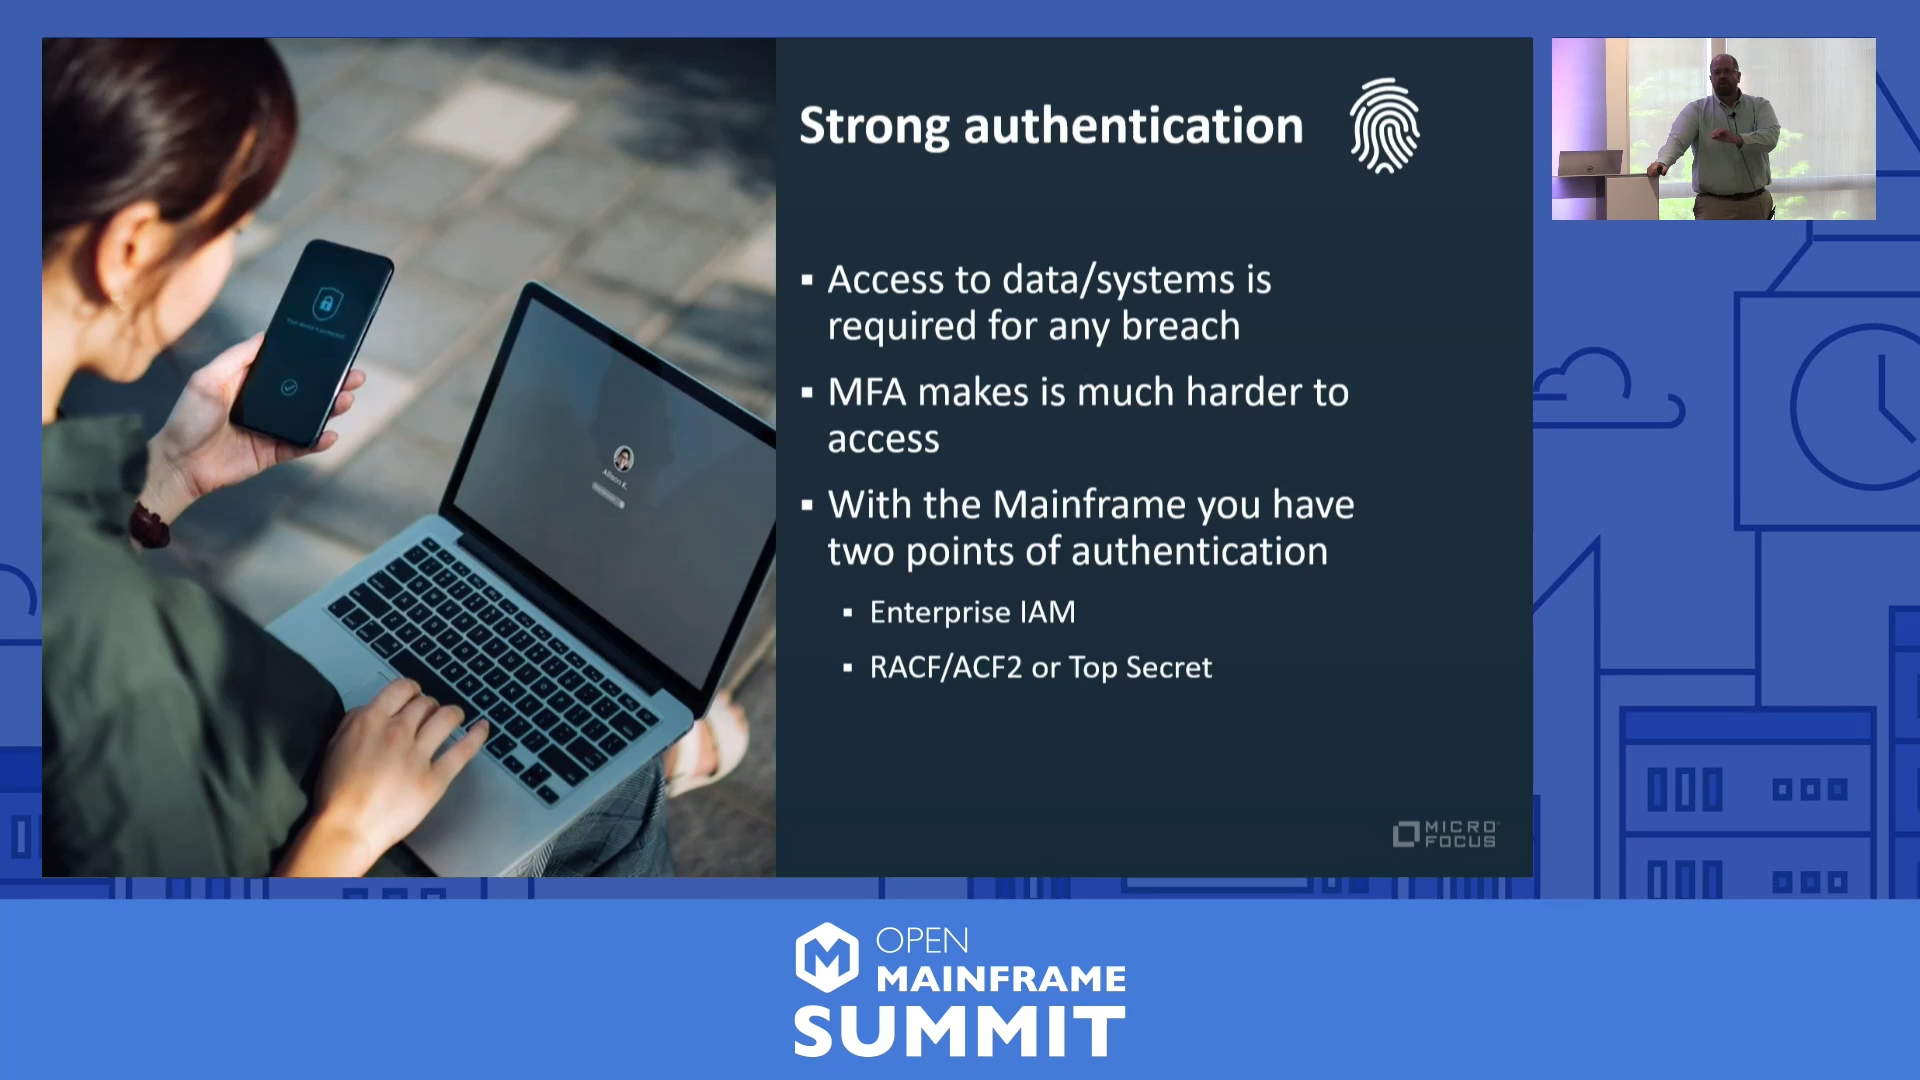 Strong authentication
▪ Access to data/systems is
required for any breach
▪ MFA makes is much harder to
access
▪ With the Mainframe you have
two points of authentication
▪ Enterprise IAM
▪ RACF/ACF2 or Top Secret
MICRO
FOCUS
Allison K.
OPEN
MAINFRAME
SUMMIT